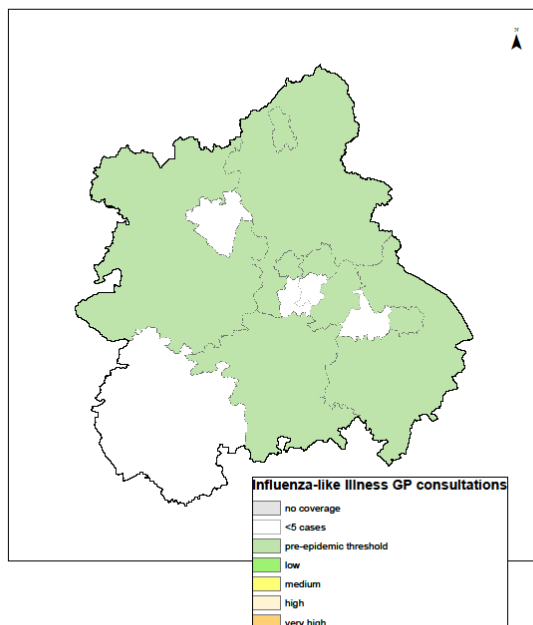 N
Influenza-like Illness GP consultations
no coverage
<5 cases
pre-epidemic threshold
low
medium
high
very high